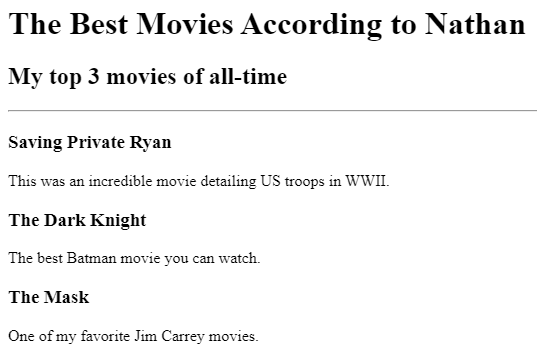 The Best Movies According to Nathan
My top 3 movies of all-time
Saving Private Ryan
This was an incredible movie detailing US troops in WWII.
The Dark Knight
The best Batman movie you can watch.
The Mask
One of my favorite Jim Carrey movies.